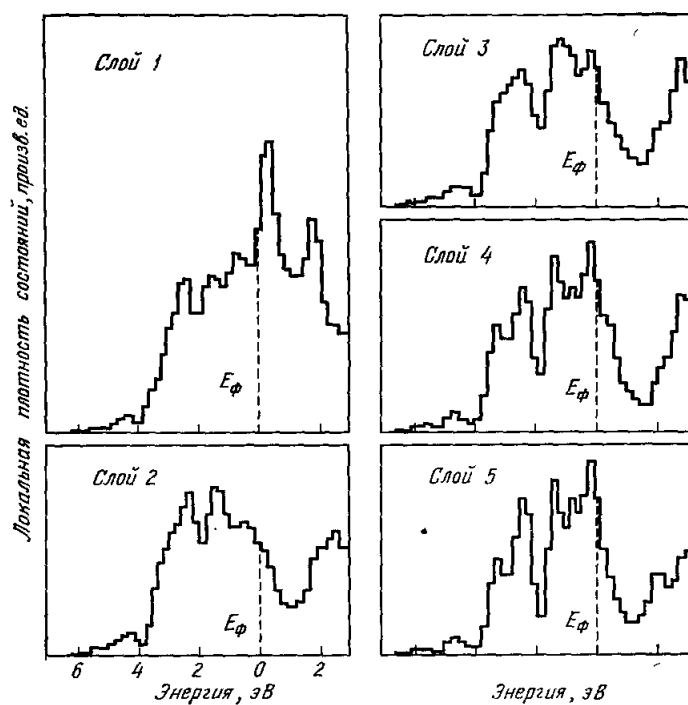 Локальная плотность состояний, произв. ед.
Слой 1
E_Ф
Слой 2
E_Ф
6 4 2 0 2
Энергия, эВ
Слой 3
E_Ф
Слой 4
E_Ф
Слой 5
E_Ф
Энергия, эВ